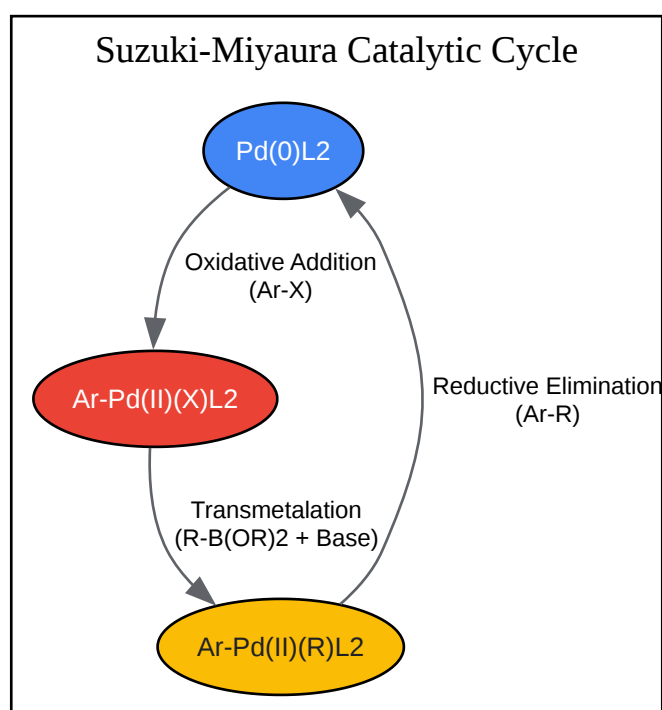 Suzuki-Miyaura Catalytic Cycle
Pd(0)L2
Oxidative Addition
(Ar-X)
Ar-Pd(II)(X)L2
Reductive Elimination
(Ar-R)
Transmetalation
(R-B(OR)2 + Base)
Ar-Pd(II)(R)L2